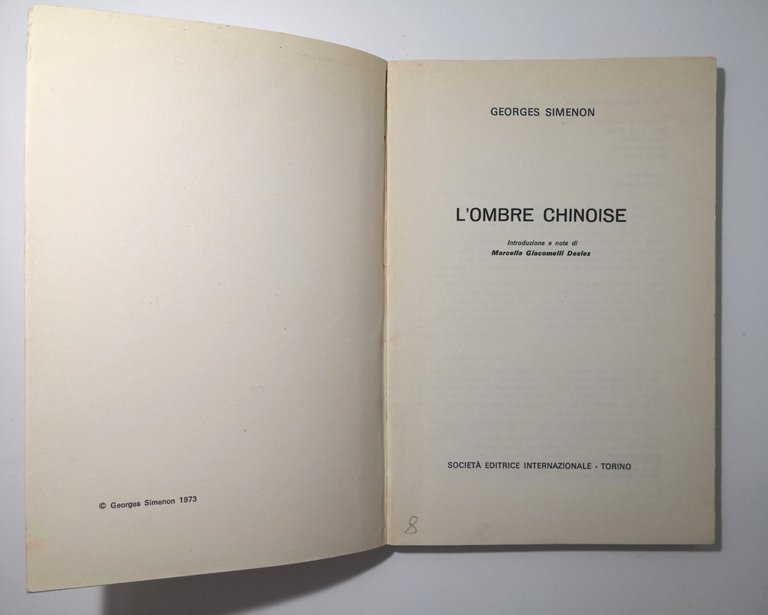 © Georges Simenon 1973
GEORGES SIMENON
L'OMBRE CHINOISE
Introduzione e note di
Marcella Giacomelli Deslex
SOCIETÀ EDITRICE INTERNAZIONALE · TORINO
8